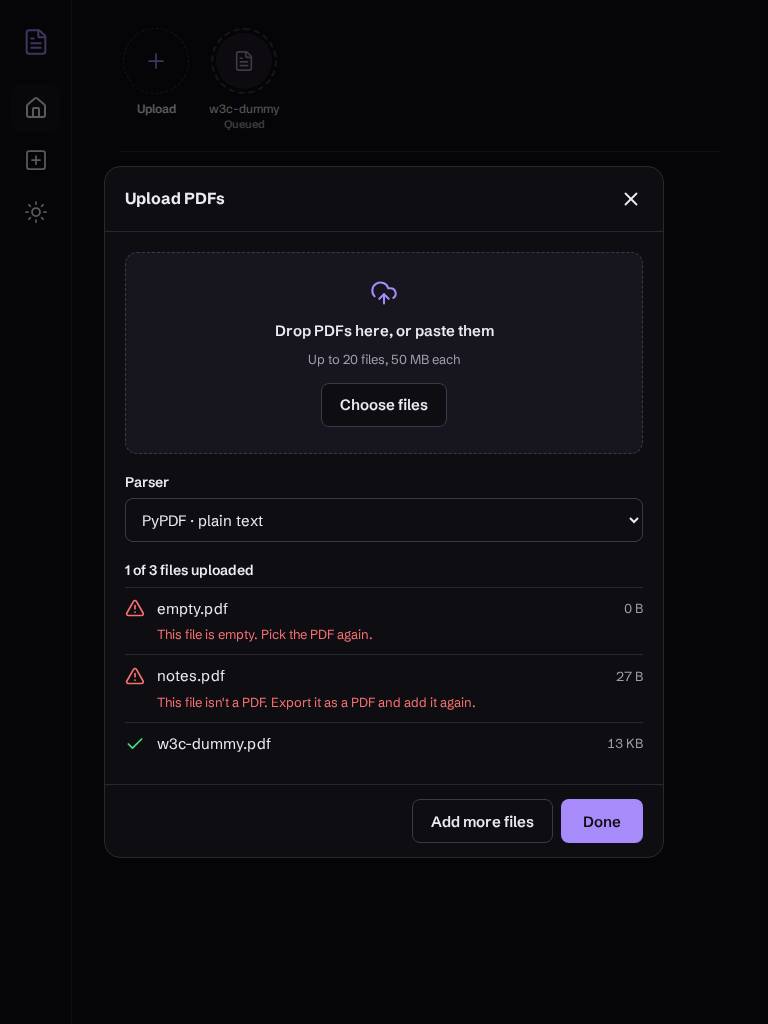 Upload
w3c-dummy
Queued
Upload PDFs
Drop PDFs here, or paste them
Up to 20 files, 50 MB each
Choose files
Parser
PyPDF · plain text
1 of 3 files uploaded
empty.pdf 0 B
This file is empty. Pick the PDF again.
notes.pdf 27 B
This file isn't a PDF. Export it as a PDF and add it again.
w3c-dummy.pdf 13 KB
Add more files Done